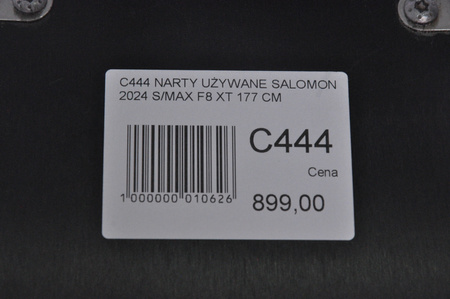 C444 NARTY UŻYWANE SALOMON
2024 S/MAX F8 XT 177 CM
C444
Cena
1 000000 010626
899,00